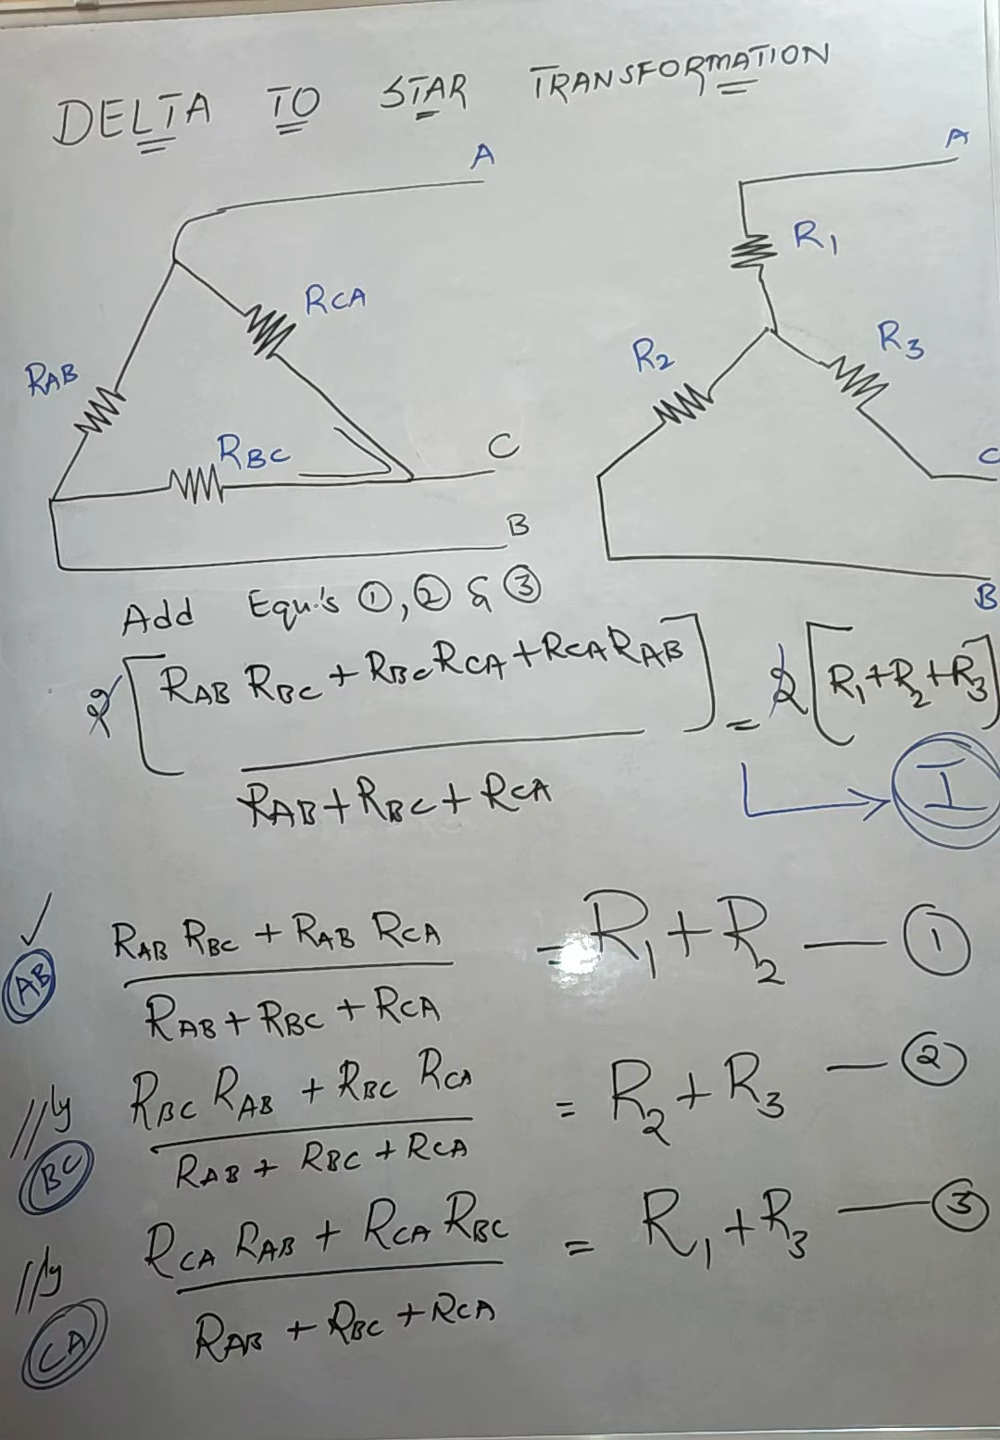 DELTA TO STAR TRANSFORMATION
A
A
R1
RCA
R3
R2
RAB
RBC
C
C
B
B
Add Equ's ①, ② & ③
2[RAB RBC + RBC RCA + RCA RAB] = 2[R1+R2+R3]
RAB + RBC + RCA
I
✓
AB
RAB RBC + RAB RCA = R1 + R2 — ①
RAB + RBC + RCA
//ly
BC
RBC RAB + RBC RCA = R2 + R3 — ②
RAB + RBC + RCA
//ly
CA
RCA RAB + RCA RBC = R1 + R3 — ③
RAB + RBC + RCA